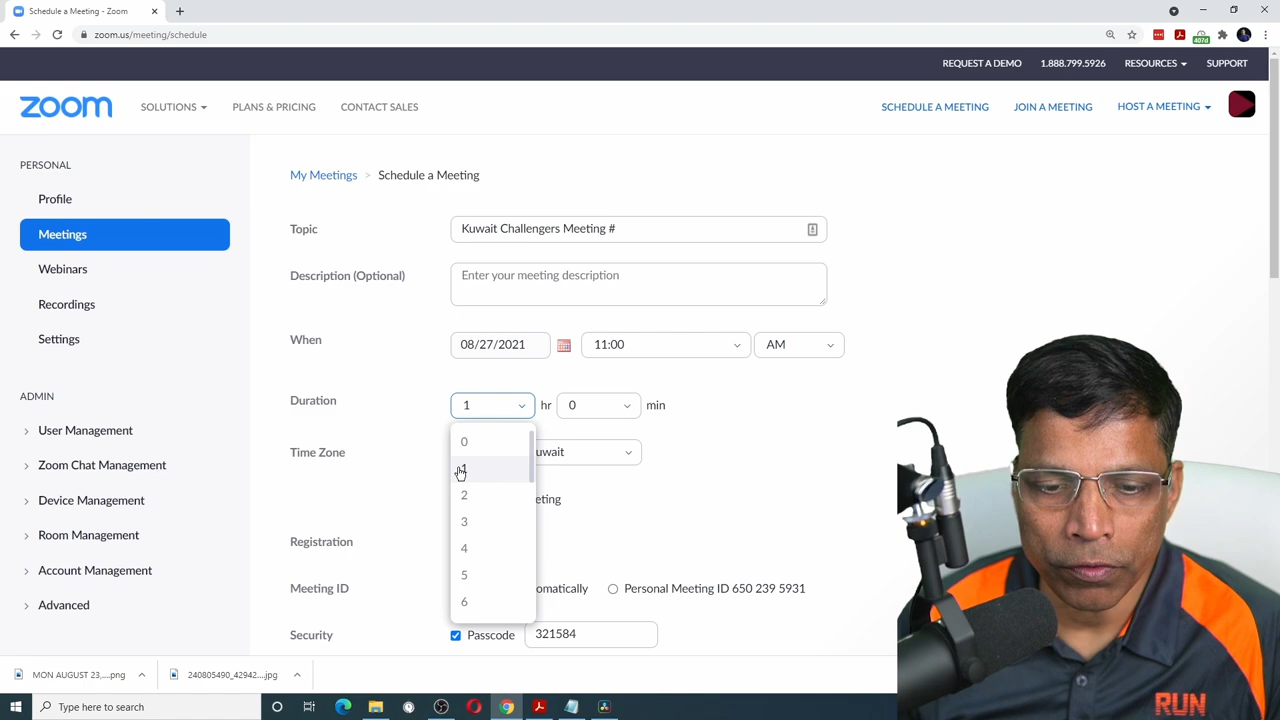 Schedule a Meeting - Zoom
zoom.us/meeting/schedule
407d
REQUEST A DEMO
1.888.799.5926
RESOURCES
SUPPORT
zoom
SOLUTIONS
PLANS & PRICING
CONTACT SALES
SCHEDULE A MEETING
JOIN A MEETING
HOST A MEETING
PERSONAL
Profile
Meetings
Webinars
Recordings
Settings
ADMIN
User Management
Zoom Chat Management
Device Management
Room Management
Account Management
Advanced
My Meetings > Schedule a Meeting
Topic
Kuwait Challengers Meeting #
Description (Optional)
Enter your meeting description
When
08/27/2021
11:00
AM
Duration
1
hr
0
min
0
1
2
3
4
5
6
Time Zone
uwait
eting
Registration
Meeting ID
omatically
Personal Meeting ID 650 239 5931
Security
Passcode
321584
MON AUGUST 23,....png
240805490_42942....jpg
Type here to search
RUN